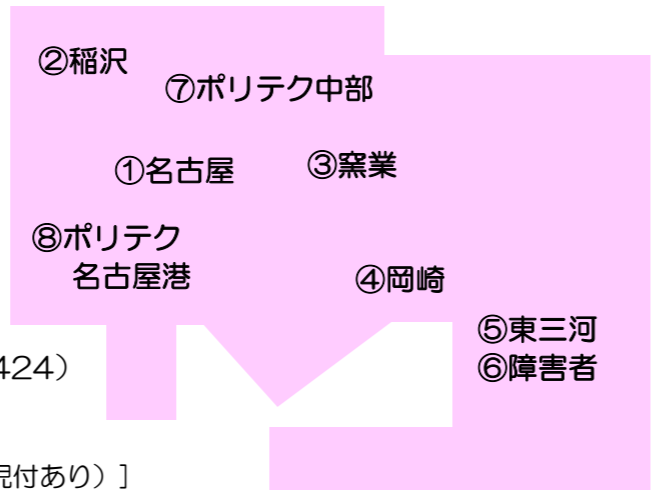 ②稲沢
⑦ポリテク中部
①名古屋
③窯業
⑧ポリテク
名古屋港
④岡崎
⑤東三河
⑥障害者
424）
付あり）］